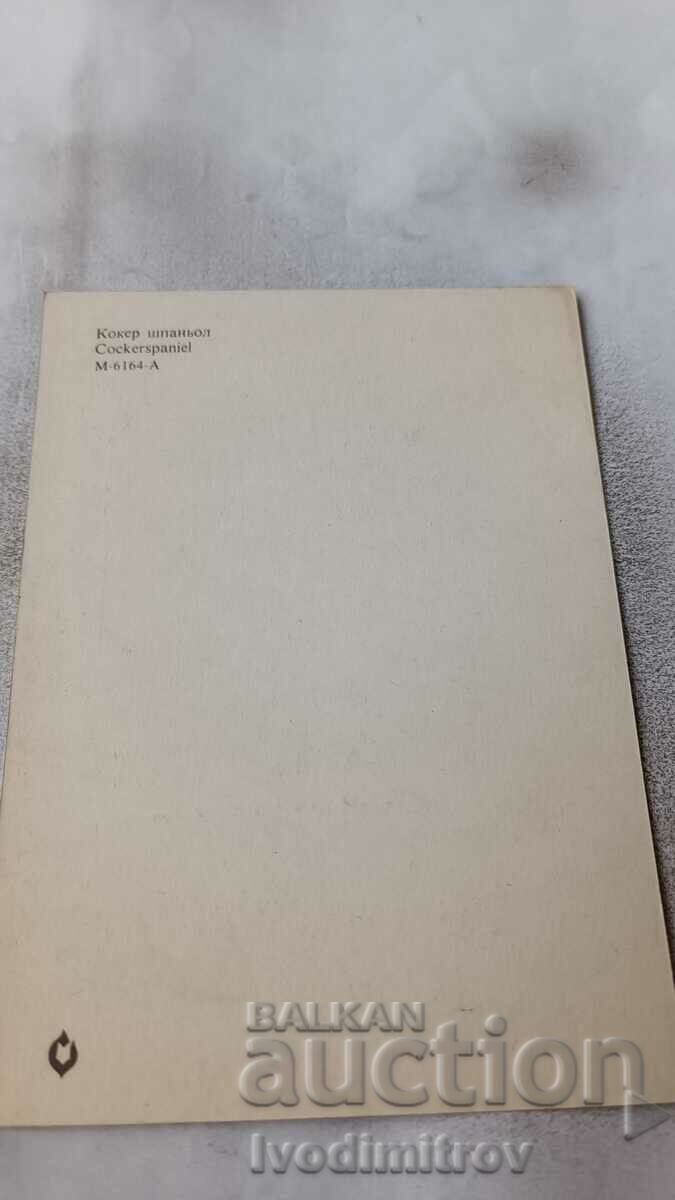 Кокер шпаньол
Cockerspaniel
М-6164-А
BALKAN
auction
Ivodimitrov